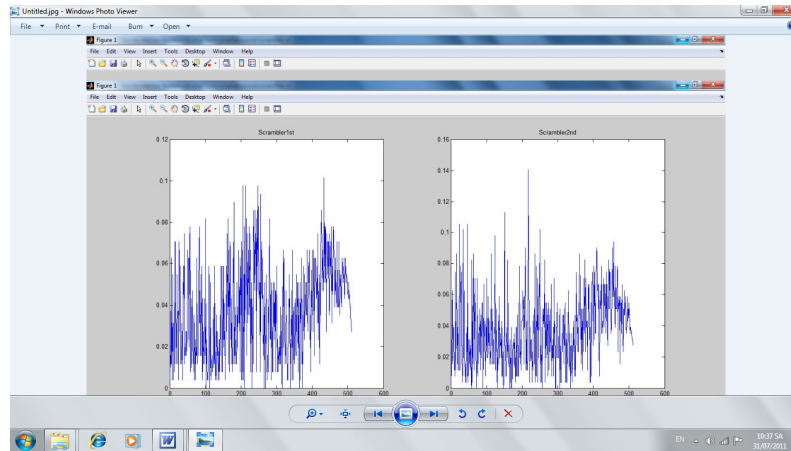 Untitled.jpg - Windows Photo Viewer
File Print E-mail Burn Open
Figure 1
File Edit View Insert Tools Desktop Window Help
Figure 1
File Edit View Insert Tools Desktop Window Help
Scrambler1st
0.12
0.1
0.08
0.06
0.04
0.02
0
0 100 200 300 400 500 600
Scrambler2nd
0.16
0.14
0.12
0.1
0.08
0.06
0.04
0.02
0
0 100 200 300 400 500 600
EN
10:37 SA
31/07/2011